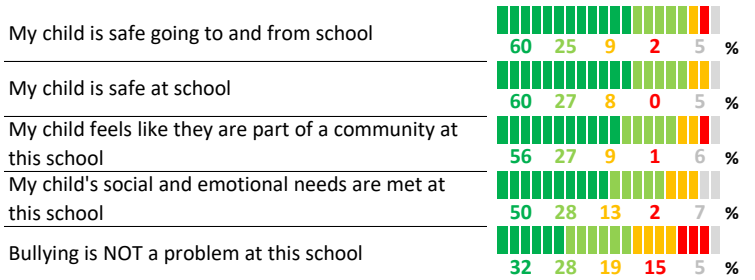 My child is safe going to and from school
60 25 9 2 5 %
My child is safe at school
60 27 8 0 5 %
My child feels like they are part of a community at
this school
56 27 9 1 6 %
My child's social and emotional needs are met at
this school
50 28 13 2 7 %
Bullying is NOT a problem at this school
32 28 19 15 5 %